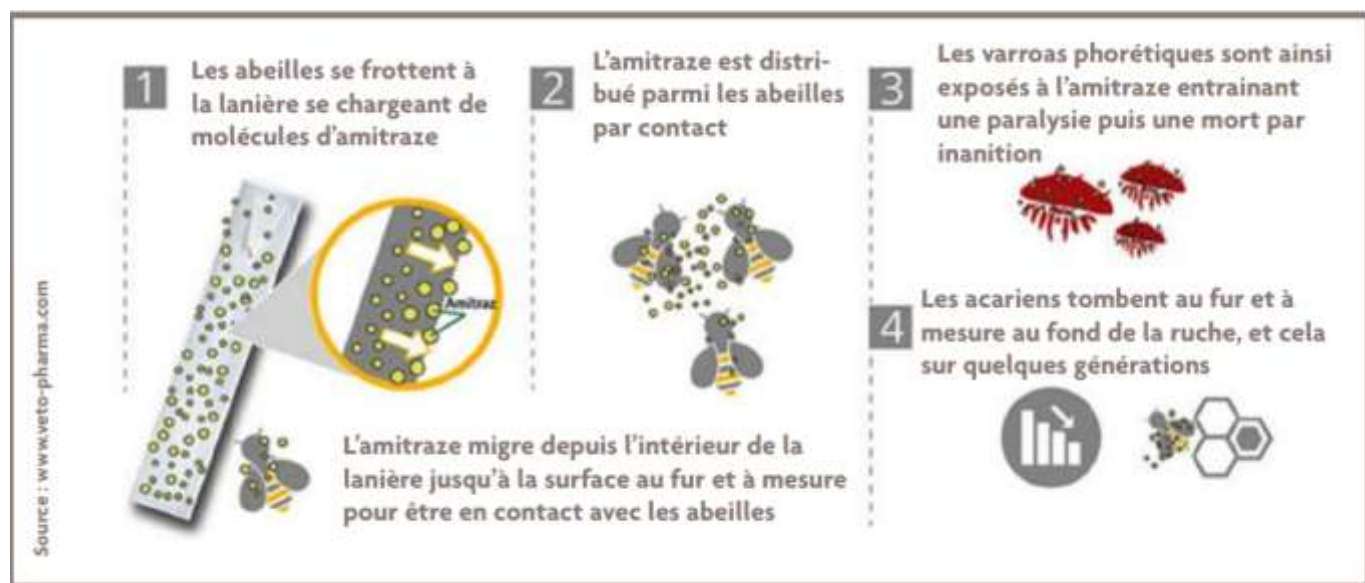 1
Les abeilles se frottent à
la lanière se chargeant de
molécules d'amitraze
Amitraz
L'amitraze migre depuis l'intérieur de la
lanière jusqu'à la surface au fur et à mesure
pour être en contact avec les abeilles
2
L'amitraze est distri-
bué parmi les abeilles
par contact
3
Les varroas phorétiques sont ainsi
exposés à l'amitraze entrainant
une paralysie puis une mort par
inanition
4
Les acariens tombent au fur et à
mesure au fond de la ruche, et cela
sur quelques générations
Source : www.veto-pharma.com